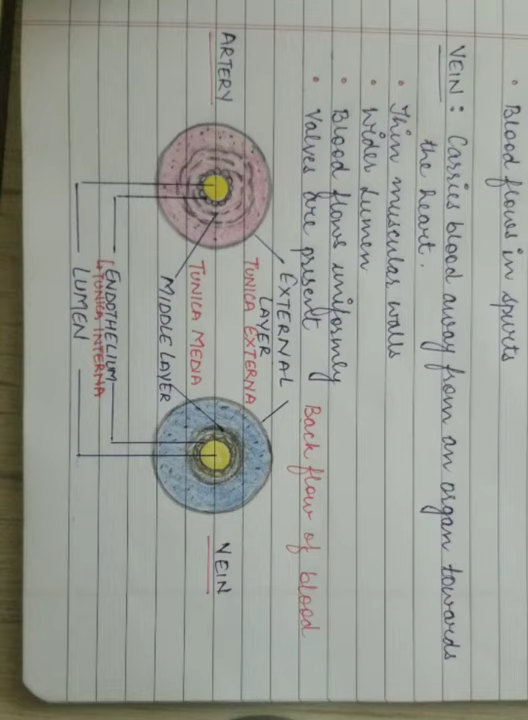 • Blood flows in spurts
VEIN : Carries blood away from an organ towards
the heart.
• Thin muscular walls
• Wider Lumen
• Blood flows uniformly
• Valves are present Back flow of blood
ARTERY
EXTERNAL
LAYER
TUNICA EXTERNA
TUNICA MEDIA
MIDDLE LAYER
ENDOTHELIUM
↳ TUNICA INTERNA
LUMEN
VEIN